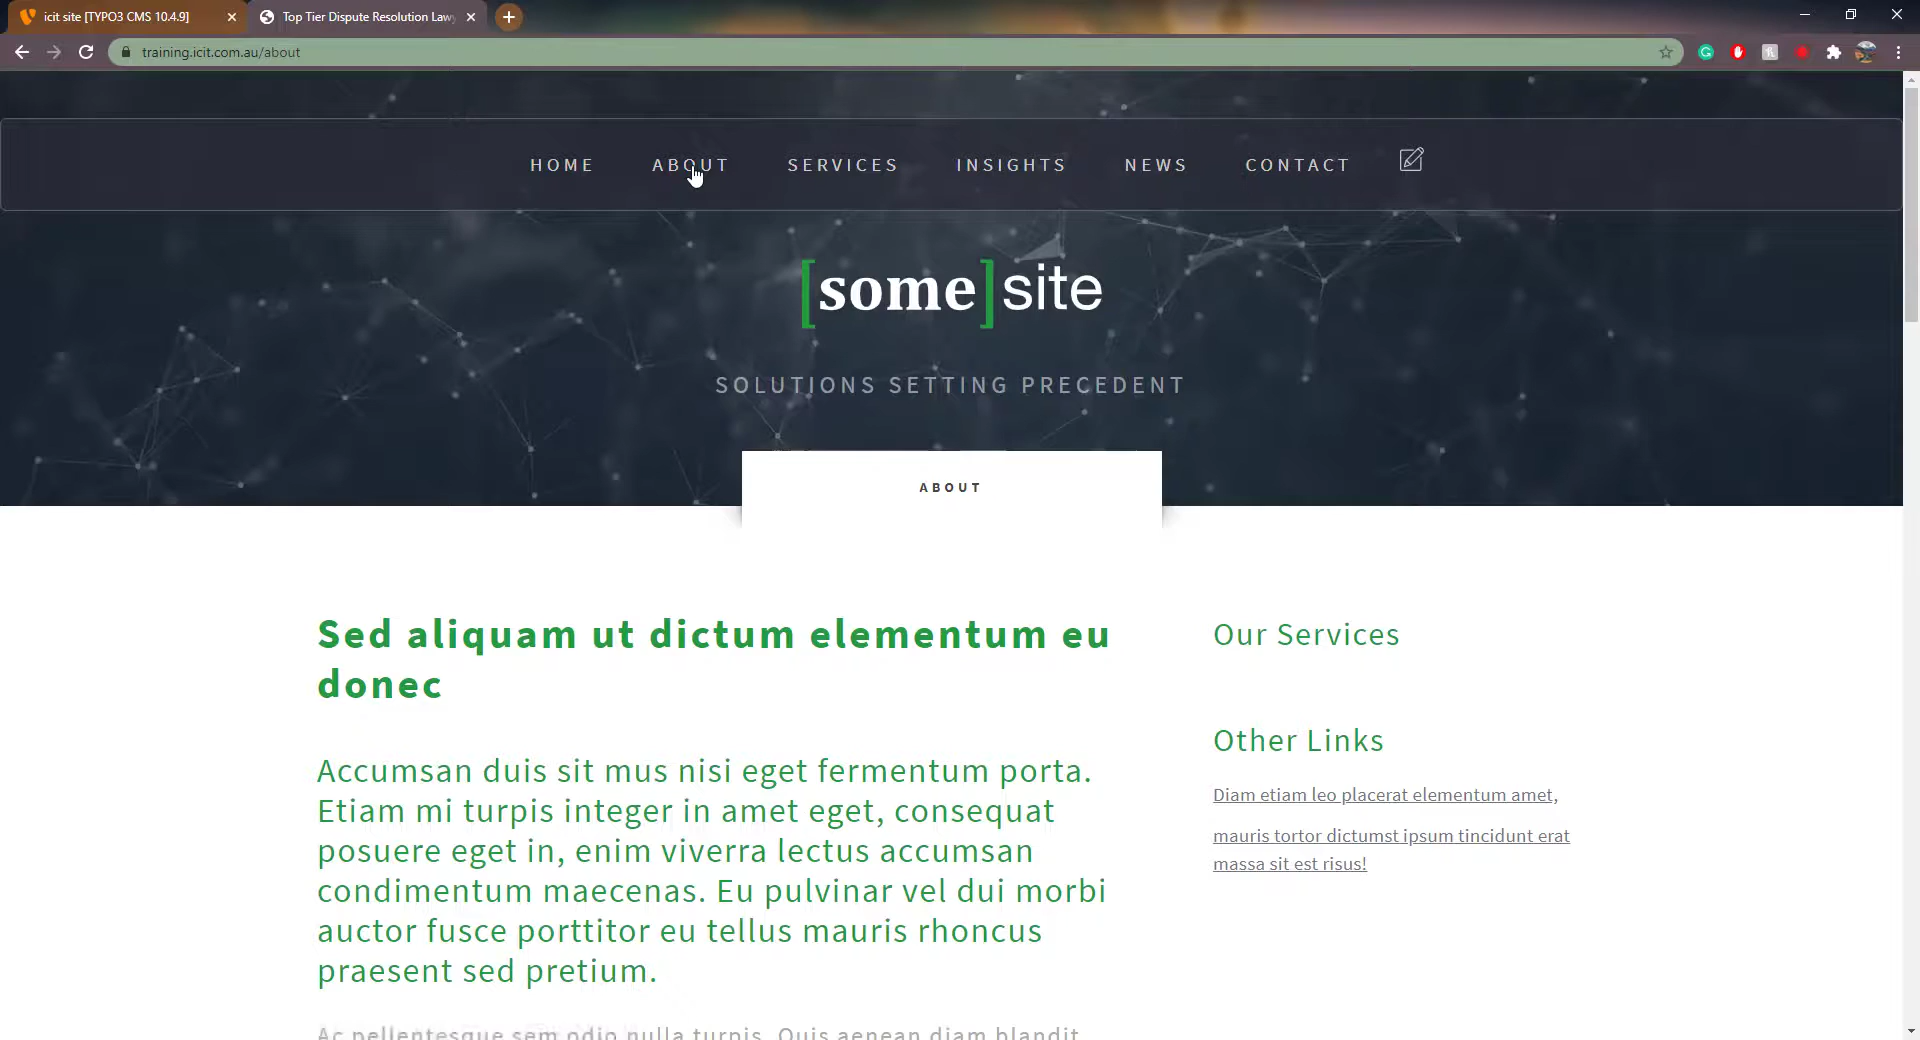 icit site [TYPO3 CMS 10.4.9]
Top Tier Dispute Resolution Law
training.icit.com.au/about
HOME ABOUT SERVICES INSIGHTS NEWS CONTACT
[some]site
SOLUTIONS SETTING PRECEDENT
ABOUT
Sed aliquam ut dictum elementum eu
donec
Accumsan duis sit mus nisi eget fermentum porta.
Etiam mi turpis integer in amet eget, consequat
posuere eget in, enim viverra lectus accumsan
condimentum maecenas. Eu pulvinar vel dui morbi
auctor fusce porttitor eu tellus mauris rhoncus
praesent sed pretium.
Ac pellentesque sem odio nulla turpis. Quis aenean diam blandit
Our Services
Other Links
Diam etiam leo placerat elementum amet,
mauris tortor dictumst ipsum tincidunt erat
massa sit est risus!